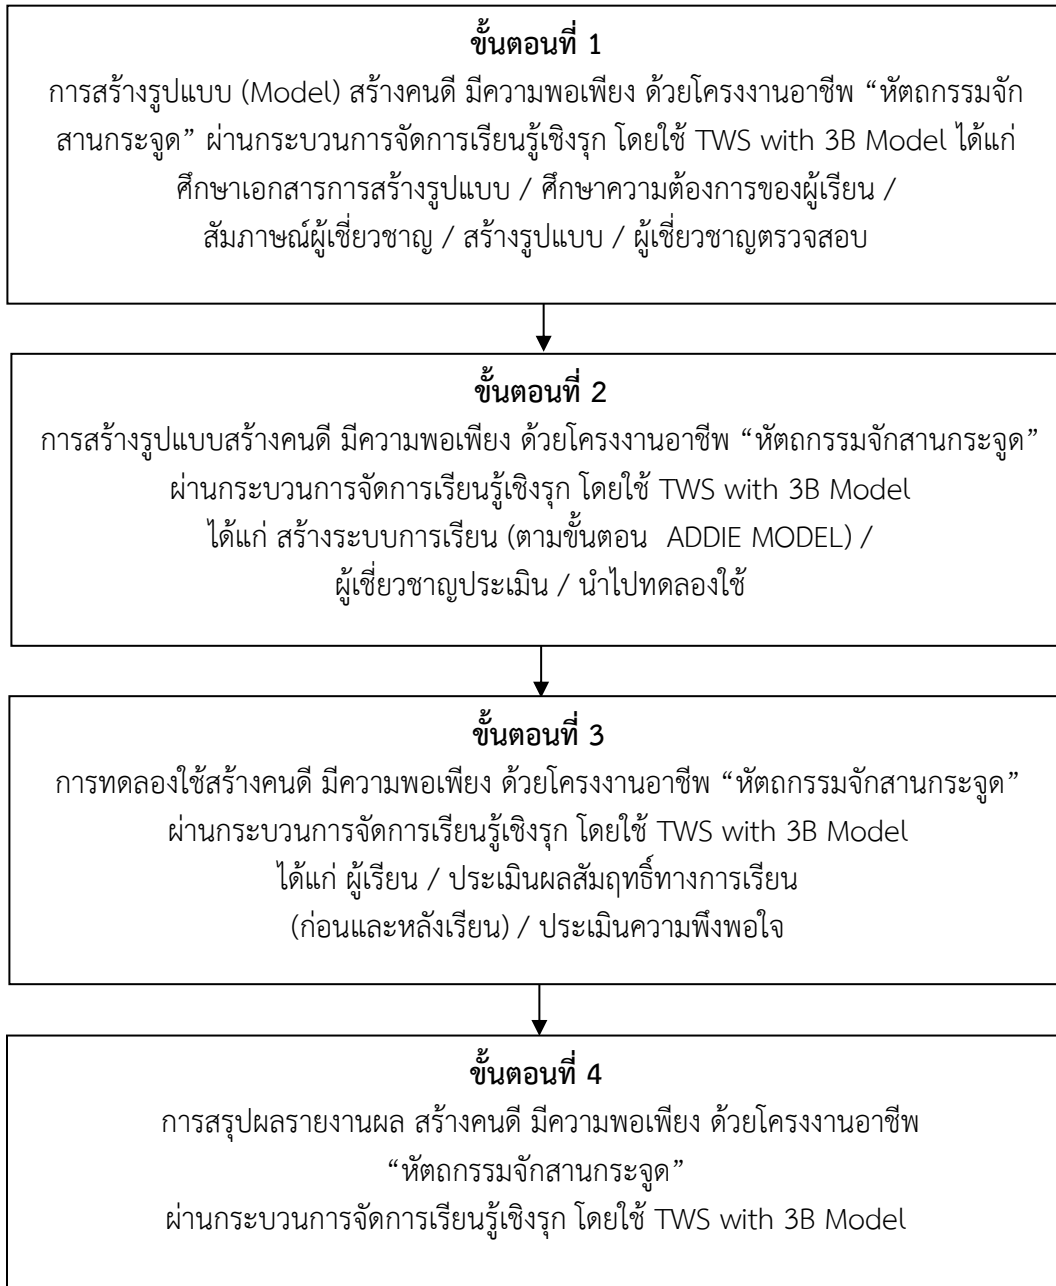 ขั้นตอนที่ 1
การสร้างรูปแบบ (Model) สร้างคนดี มีความพอเพียง ด้วยโครงงานอาชีพ “หัตถกรรมจัก
สานกระจูด” ผ่านกระบวนการจัดการเรียนรู้เชิงรุก โดยใช้ TWS with 3B Model ได้แก่
ศึกษาเอกสารการสร้างรูปแบบ / ศึกษาความต้องการของผู้เรียน /
สัมภาษณ์ผู้เชี่ยวชาญ / สร้างรูปแบบ / ผู้เชี่ยวชาญตรวจสอบ
ขั้นตอนที่ 2
การสร้างรูปแบบสร้างคนดี มีความพอเพียง ด้วยโครงงานอาชีพ “หัตถกรรมจักสานกระจูด”
ผ่านกระบวนการจัดการเรียนรู้เชิงรุก โดยใช้ TWS with 3B Model
ได้แก่ สร้างระบบการเรียน (ตามขั้นตอน ADDIE MODEL) /
ผู้เชี่ยวชาญประเมิน / นำไปทดลองใช้
ขั้นตอนที่ 3
การทดลองใช้สร้างคนดี มีความพอเพียง ด้วยโครงงานอาชีพ “หัตถกรรมจักสานกระจูด”
ผ่านกระบวนการจัดการเรียนรู้เชิงรุก โดยใช้ TWS with 3B Model
ได้แก่ ผู้เรียน / ประเมินผลสัมฤทธิ์ทางการเรียน
(ก่อนและหลังเรียน) / ประเมินความพึงพอใจ
ขั้นตอนที่ 4
การสรุปผลรายงานผล สร้างคนดี มีความพอเพียง ด้วยโครงงานอาชีพ
“หัตถกรรมจักสานกระจูด”
ผ่านกระบวนการจัดการเรียนรู้เชิงรุก โดยใช้ TWS with 3B Model